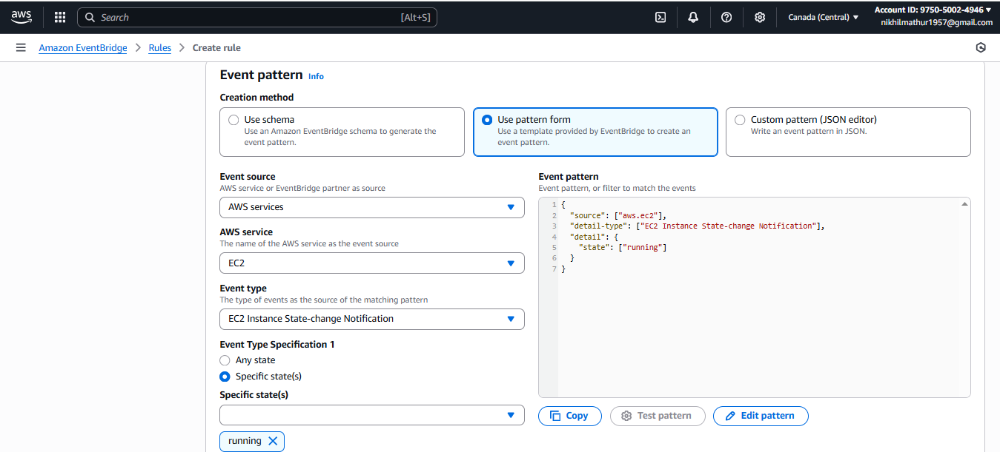 aws
Search [Alt+S]
Canada (Central)
Account ID: 9750-5002-4946
nikhilmathur1957@gmail.com
Amazon EventBridge > Rules > Create rule
Event pattern Info
Creation method
Use schema
Use an Amazon EventBridge schema to generate the
event pattern.
Use pattern form
Use a template provided by EventBridge to create an
event pattern.
Custom pattern (JSON editor)
Write an event pattern in JSON.
Event source
AWS service or EventBridge partner as source
AWS services
AWS service
The name of the AWS service as the event source
EC2
Event type
The type of events as the source of the matching pattern
EC2 Instance State-change Notification
Event Type Specification 1
Any state
Specific state(s)
Specific state(s)
running
Event pattern
Event pattern, or filter to match the events
1 {
2 "source": ["aws.ec2"],
3 "detail-type": ["EC2 Instance State-change Notification"],
4 "detail": {
5 "state": ["running"]
6 }
7 }
Copy
Test pattern
Edit pattern